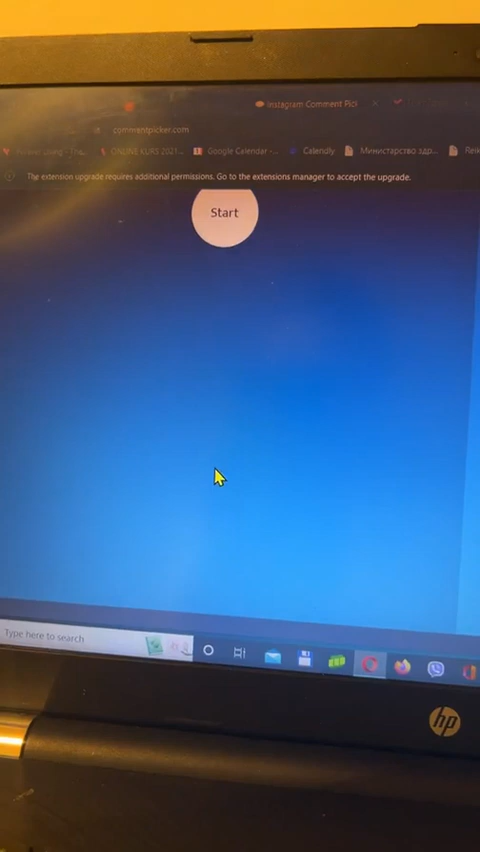 Instagram Comment Pick
commentpicker.com
ONLINE KURS 2021...
Google Calendar -...
Calendly
Министарство здр...
The extension upgrade requires additional permissions. Go to the extensions manager to accept the upgrade.
Start
Type here to search
hp